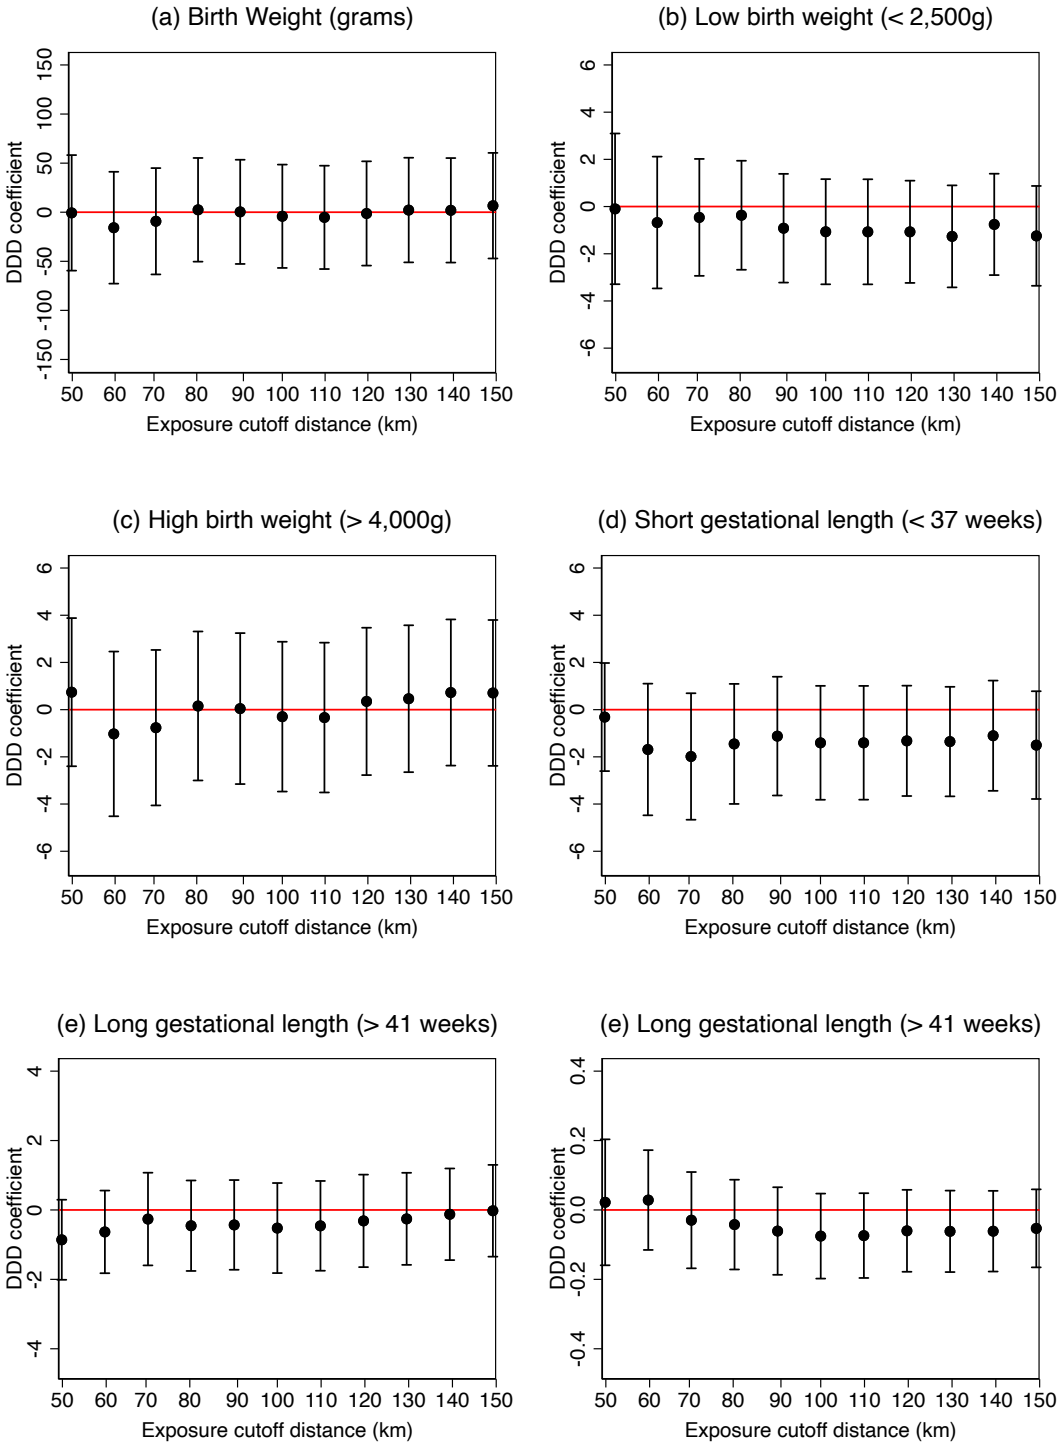 (a) Birth Weight (grams)
DDD coefficient
150
100
50
0
-50
-100
-150
50 60 70 80 90 100 110 120 130 140 150
Exposure cutoff distance (km)
(b) Low birth weight (< 2,500g)
DDD coefficient
6
4
2
0
-2
-4
-6
50 60 70 80 90 100 110 120 130 140 150
Exposure cutoff distance (km)
(c) High birth weight (> 4,000g)
DDD coefficient
6
4
2
0
-2
-4
-6
50 60 70 80 90 100 110 120 130 140 150
Exposure cutoff distance (km)
(d) Short gestational length (< 37 weeks)
DDD coefficient
6
4
2
0
-2
-4
-6
50 60 70 80 90 100 110 120 130 140 150
Exposure cutoff distance (km)
(e) Long gestational length (> 41 weeks)
DDD coefficient
4
2
0
-2
-4
50 60 70 80 90 100 110 120 130 140 150
Exposure cutoff distance (km)
(e) Long gestational length (> 41 weeks)
DDD coefficient
0.4
0.2
0.0
-0.2
-0.4
50 60 70 80 90 100 110 120 130 140 150
Exposure cutoff distance (km)